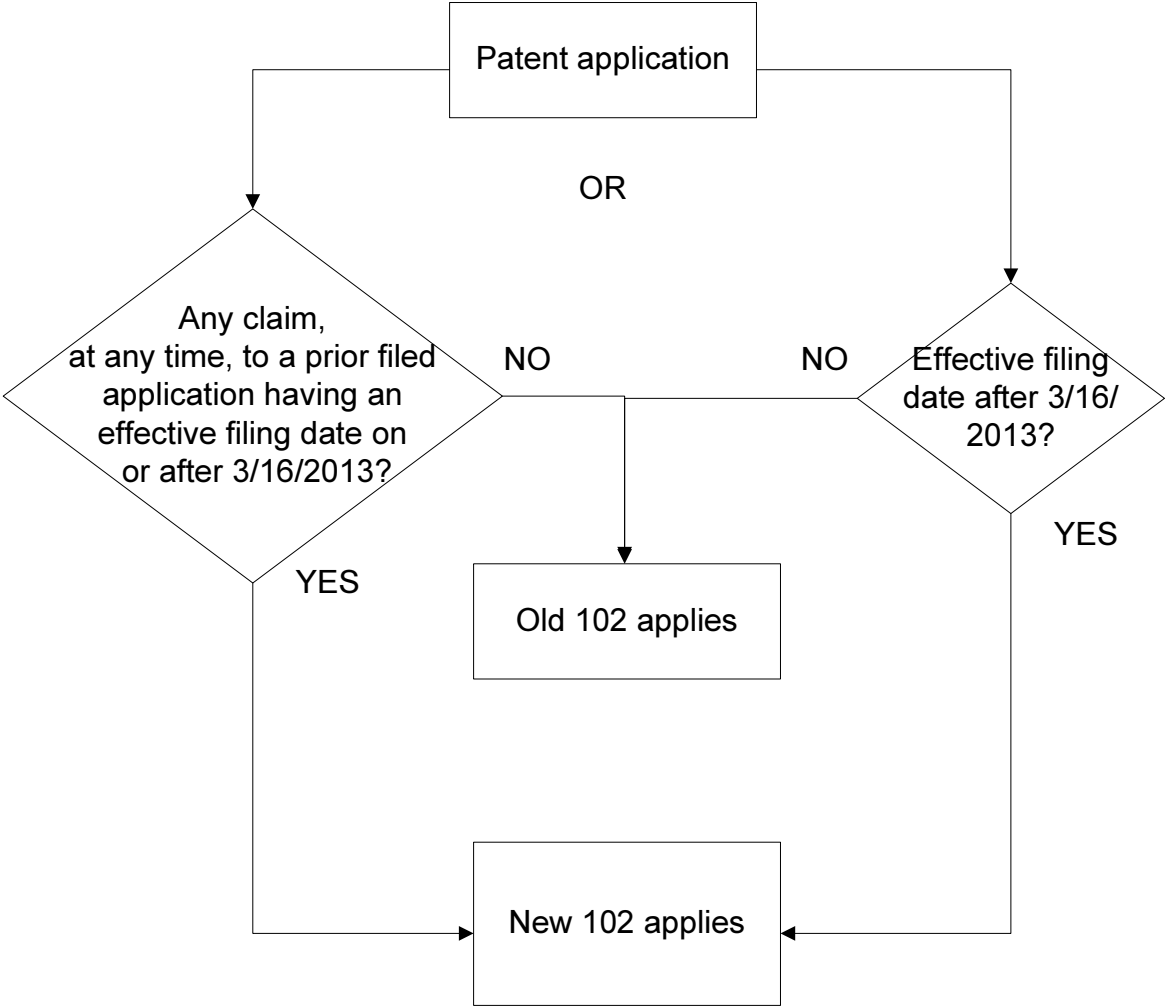 Patent application
OR
Any claim,
at any time, to a prior filed
application having an
effective filing date on
or after 3/16/2013?
NO
NO
Effective filing
date after 3/16/
2013?
YES
YES
Old 102 applies
New 102 applies